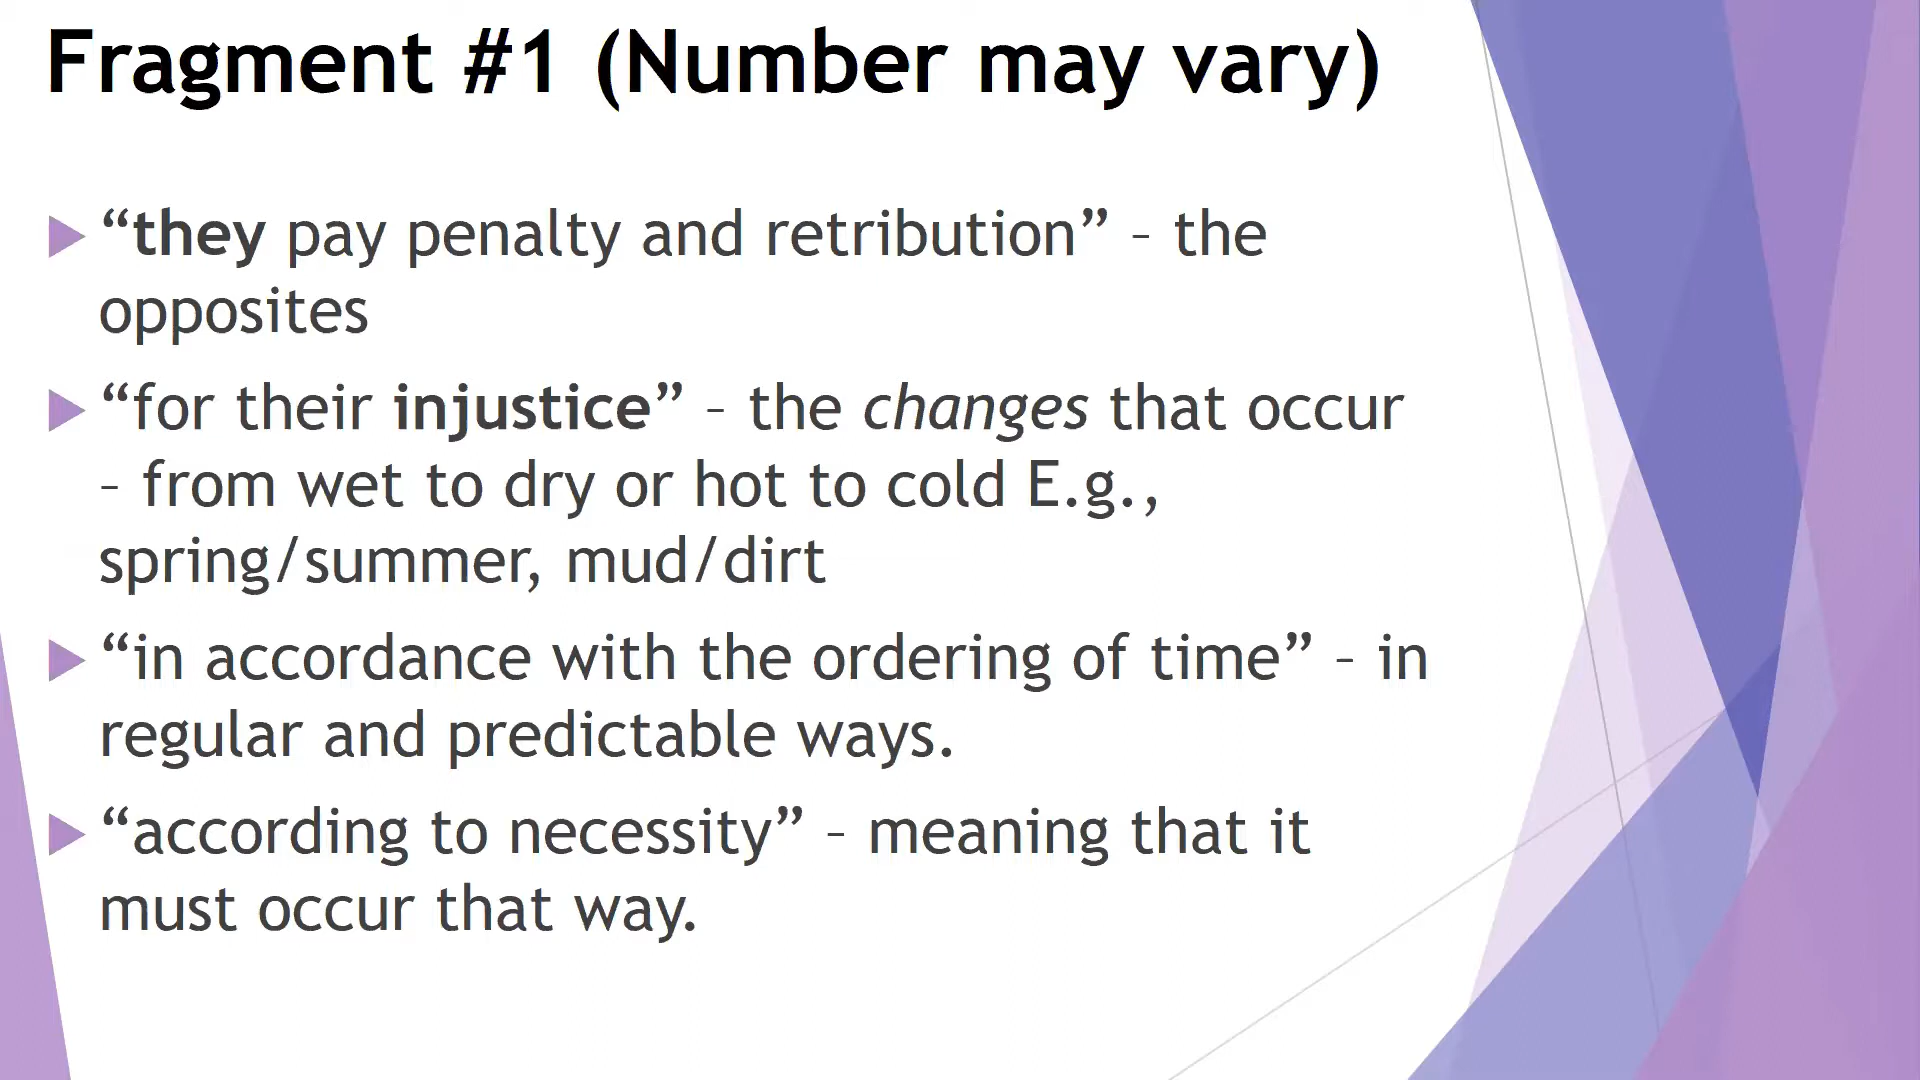 Fragment #1 (Number may vary)
“they pay penalty and retribution” – the
opposites
“for their injustice” – the changes that occur
– from wet to dry or hot to cold E.g.,
spring/summer, mud/dirt
“in accordance with the ordering of time” – in
regular and predictable ways.
“according to necessity” – meaning that it
must occur that way.